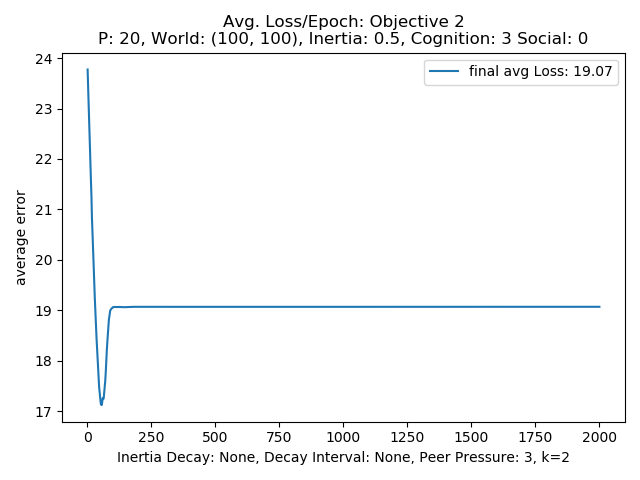 Avg. Loss/Epoch: Objective 2
P: 20, World: (100, 100), Inertia: 0.5, Cognition: 3 Social: 0
final avg Loss: 19.07
average error
24
23
22
21
20
19
18
17
0 250 500 750 1000 1250 1500 1750 2000
Inertia Decay: None, Decay Interval: None, Peer Pressure: 3, k=2